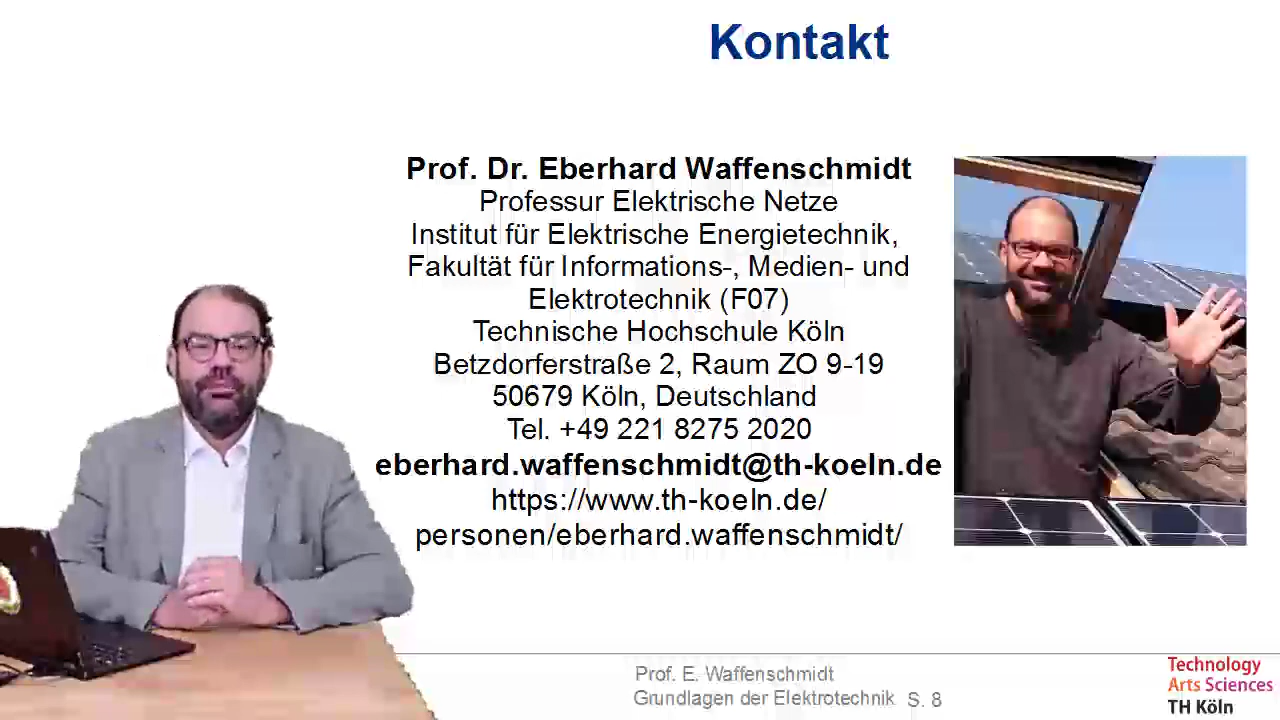 Kontakt
Prof. Dr. Eberhard Waffenschmidt
Professur Elektrische Netze
Institut für Elektrische Energietechnik,
Fakultät für Informations-, Medien- und
Elektrotechnik (F07)
Technische Hochschule Köln
Betzdorferstraße 2, Raum ZO 9-19
50679 Köln, Deutschland
Tel. +49 221 8275 2020
eberhard.waffenschmidt@th-koeln.de
https://www.th-koeln.de/
personen/eberhard.waffenschmidt/
Prof. E. Waffenschmidt
Grundlagen der Elektrotechnik S. 8
Technology
Arts Sciences
TH Köln